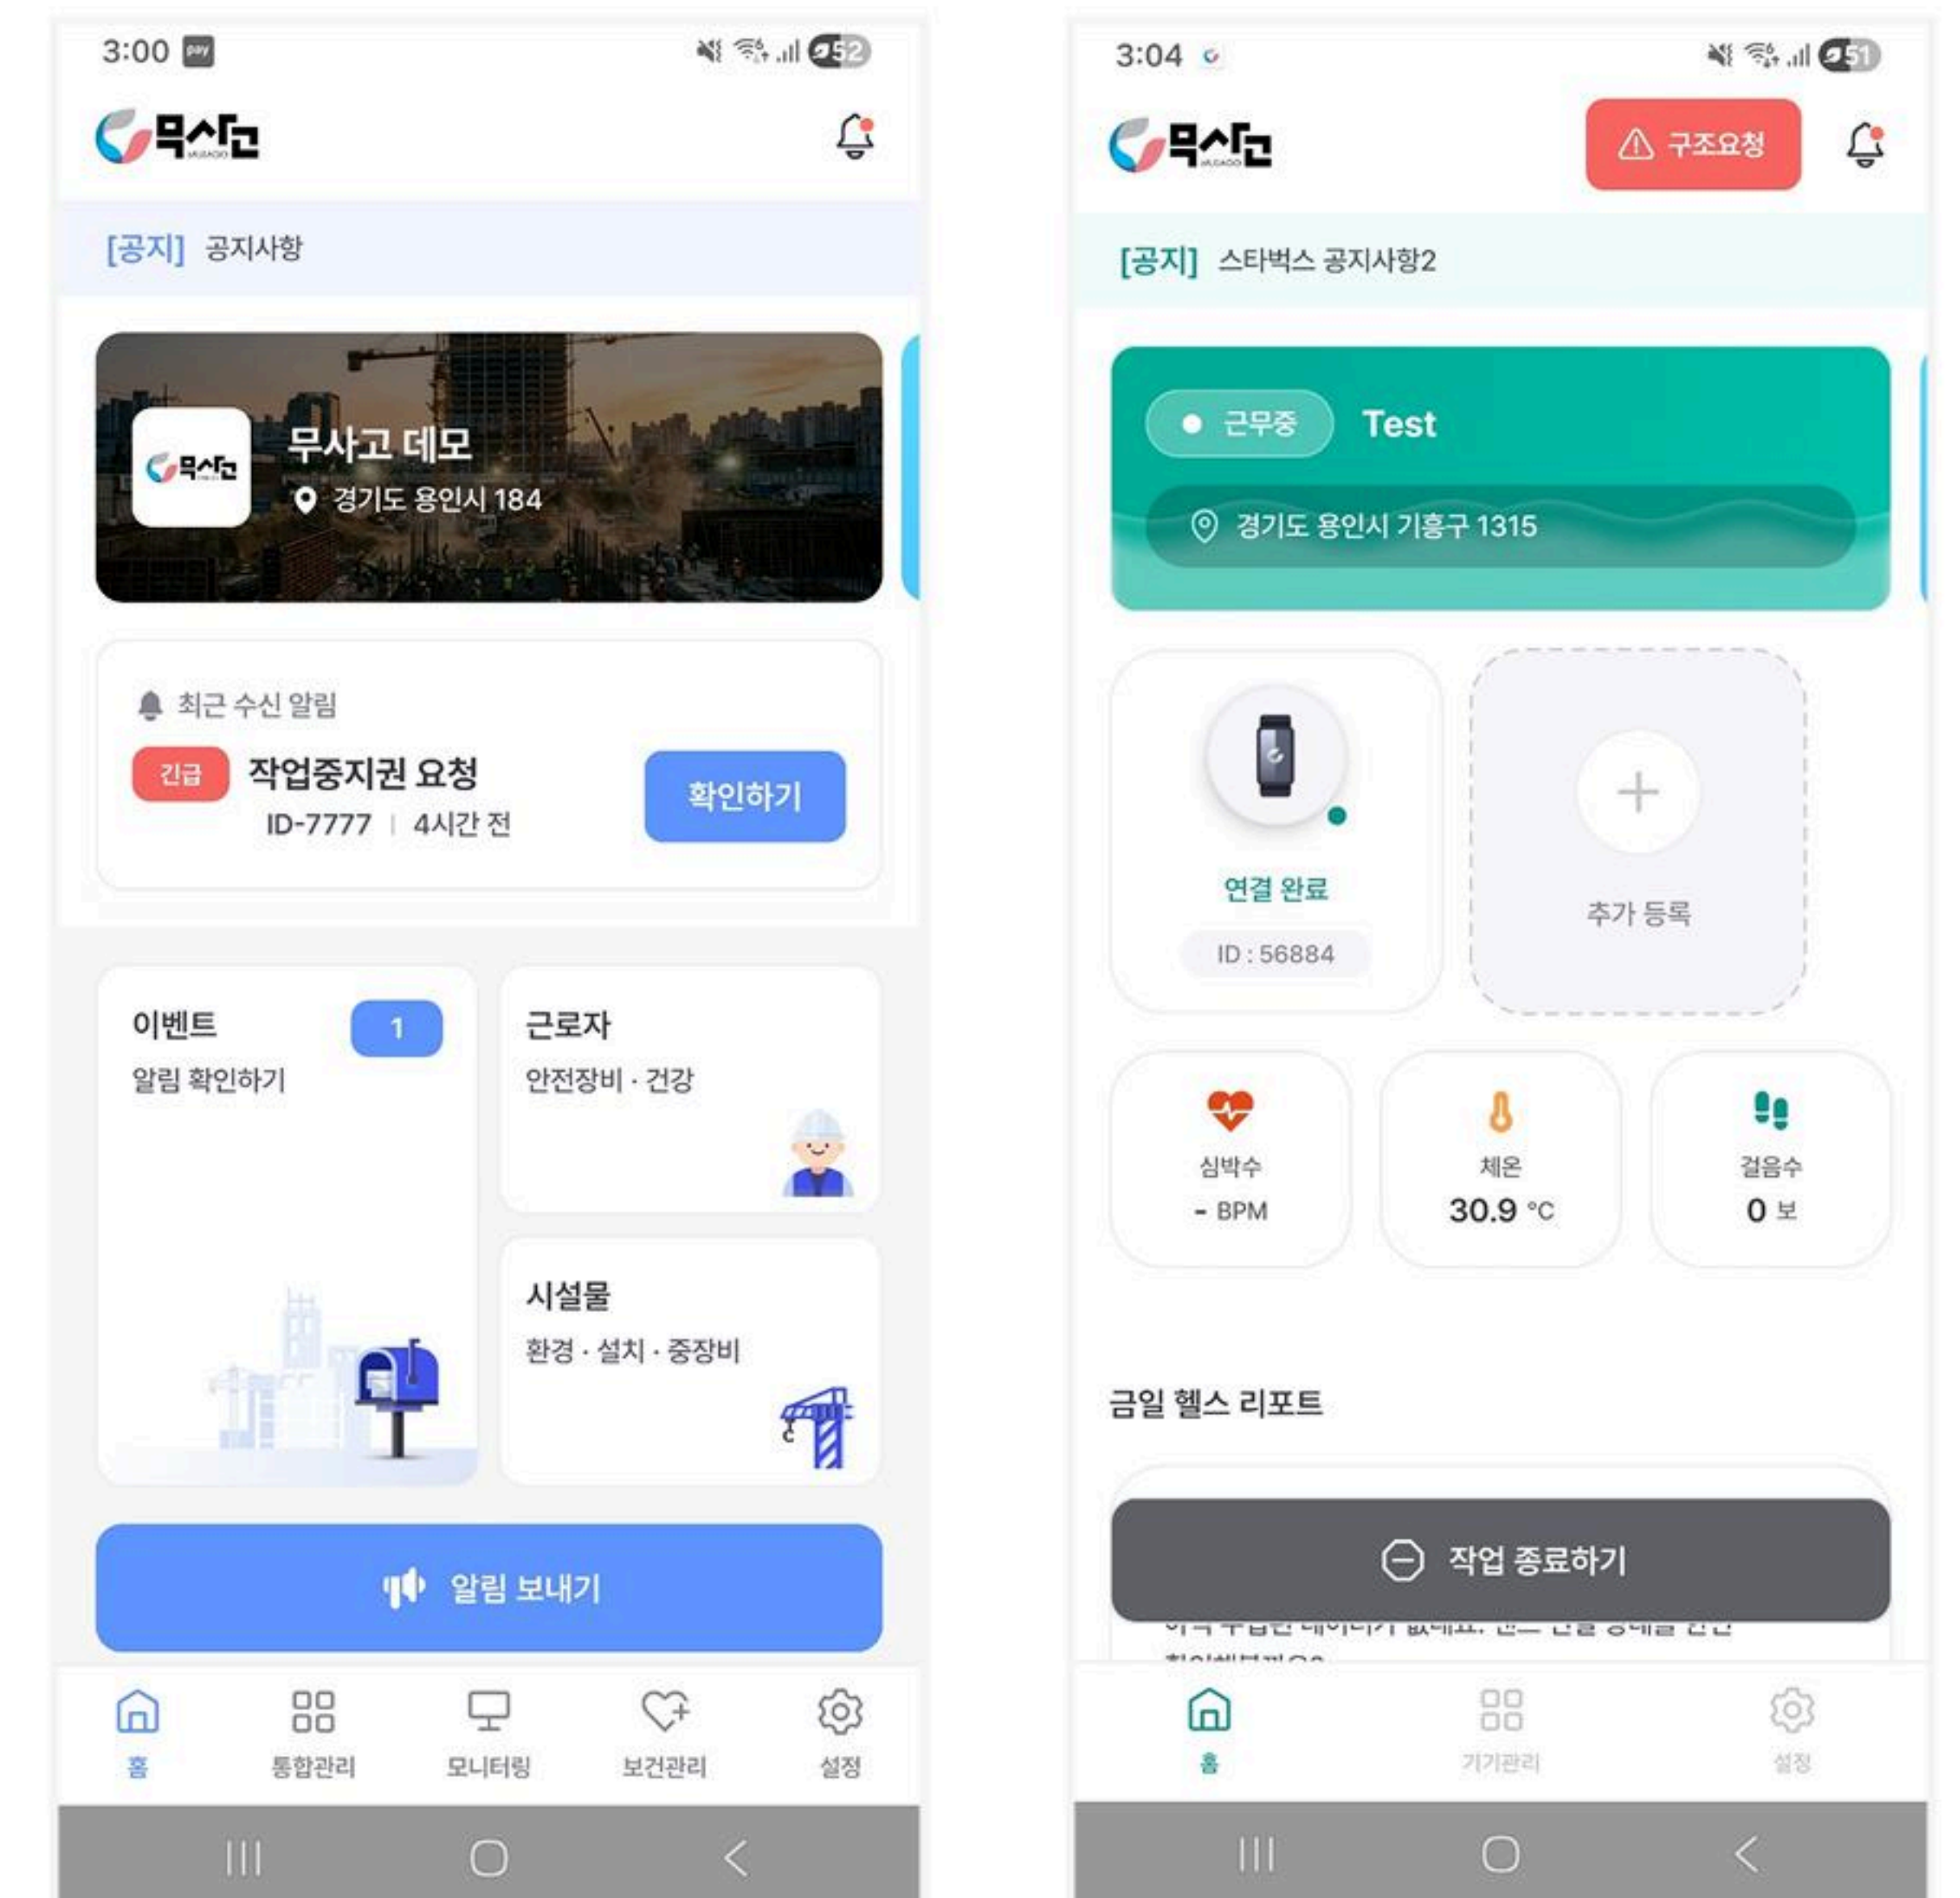 3:00 pay
52
무사고
MUSAGO
[공지] 공지사항
무사고
무사고 데모
경기도 용인시 184
최근 수신 알림
긴급 작업중지권 요청
ID-7777 | 4시간 전
확인하기
이벤트
1
알림 확인하기
근로자
안전장비 · 건강
시설물
환경 · 설치 · 중장비
알림 보내기
홈
통합관리
모니터링
보건관리
설정
3:04
51
무사고
MUSAGO
구조요청
[공지] 스타벅스 공지사항2
근무중 Test
경기도 용인시 기흥구 1315
연결 완료
ID : 56884
추가 등록
심박수
- BPM
체온
30.9 °C
걸음수
0 보
금일 헬스 리포트
작업 종료하기
홈
기기관리
설정